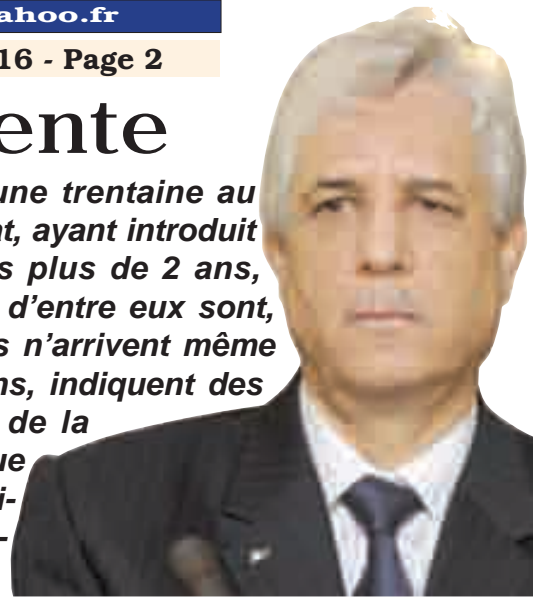 ahoo.fr
16 - Page 2
ente
une trentaine au
t, ayant introduit
s plus de 2 ans,
d'entre eux sont,
s n'arrivent même
ns, indiquent des
de la
ue
i-
-